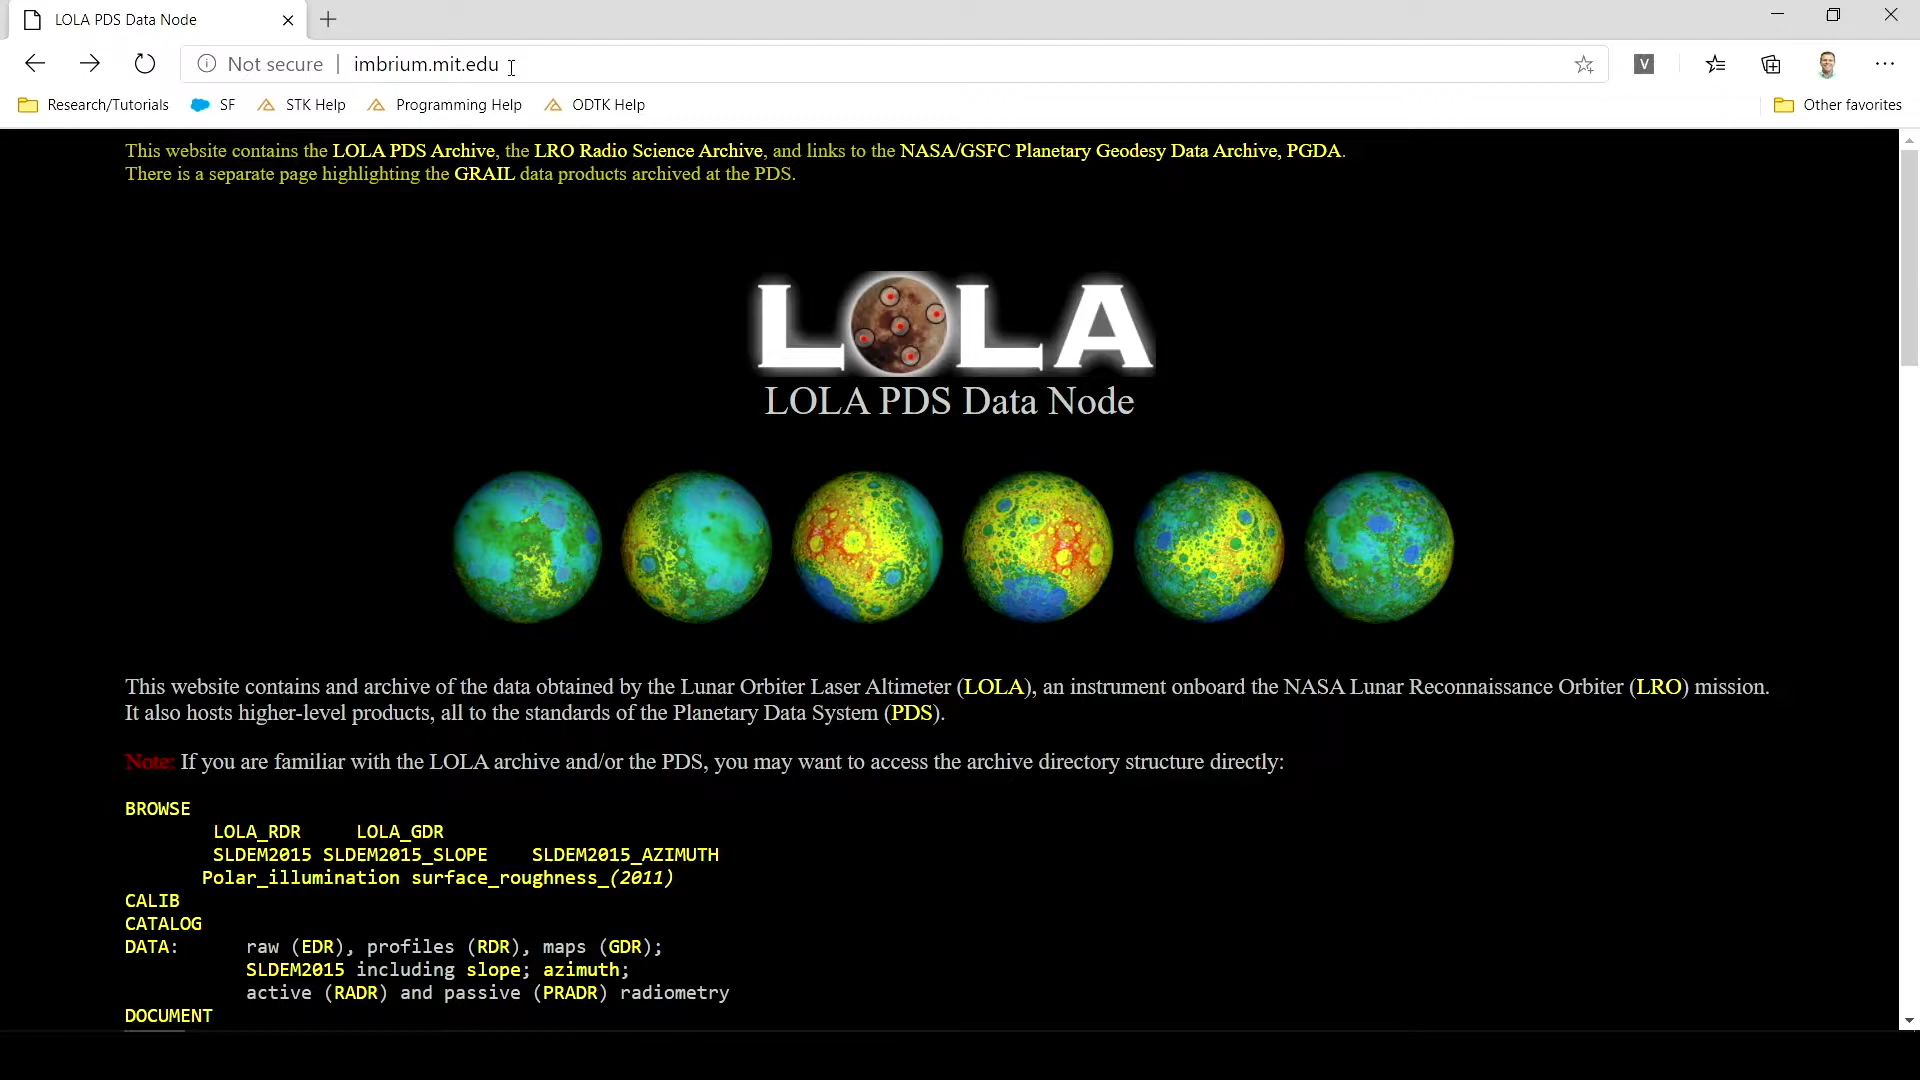 LOLA PDS Data Node
Not secure | imbrium.mit.edu
V
Research/Tutorials SF STK Help Programming Help ODTK Help Other favorites
This website contains the LOLA PDS Archive, the LRO Radio Science Archive, and links to the NASA/GSFC Planetary Geodesy Data Archive, PGDA.
There is a separate page highlighting the GRAIL data products archived at the PDS.
LOLA
LOLA PDS Data Node
This website contains and archive of the data obtained by the Lunar Orbiter Laser Altimeter (LOLA), an instrument onboard the NASA Lunar Reconnaissance Orbiter (LRO) mission.
It also hosts higher-level products, all to the standards of the Planetary Data System (PDS).
Note: If you are familiar with the LOLA archive and/or the PDS, you may want to access the archive directory structure directly:
BROWSE
LOLA_RDR LOLA_GDR
SLDEM2015 SLDEM2015_SLOPE SLDEM2015_AZIMUTH
Polar_illumination surface_roughness_(2011)
CALIB
CATALOG
DATA: raw (EDR), profiles (RDR), maps (GDR);
SLDEM2015 including slope; azimuth;
active (RADR) and passive (PRADR) radiometry
DOCUMENT